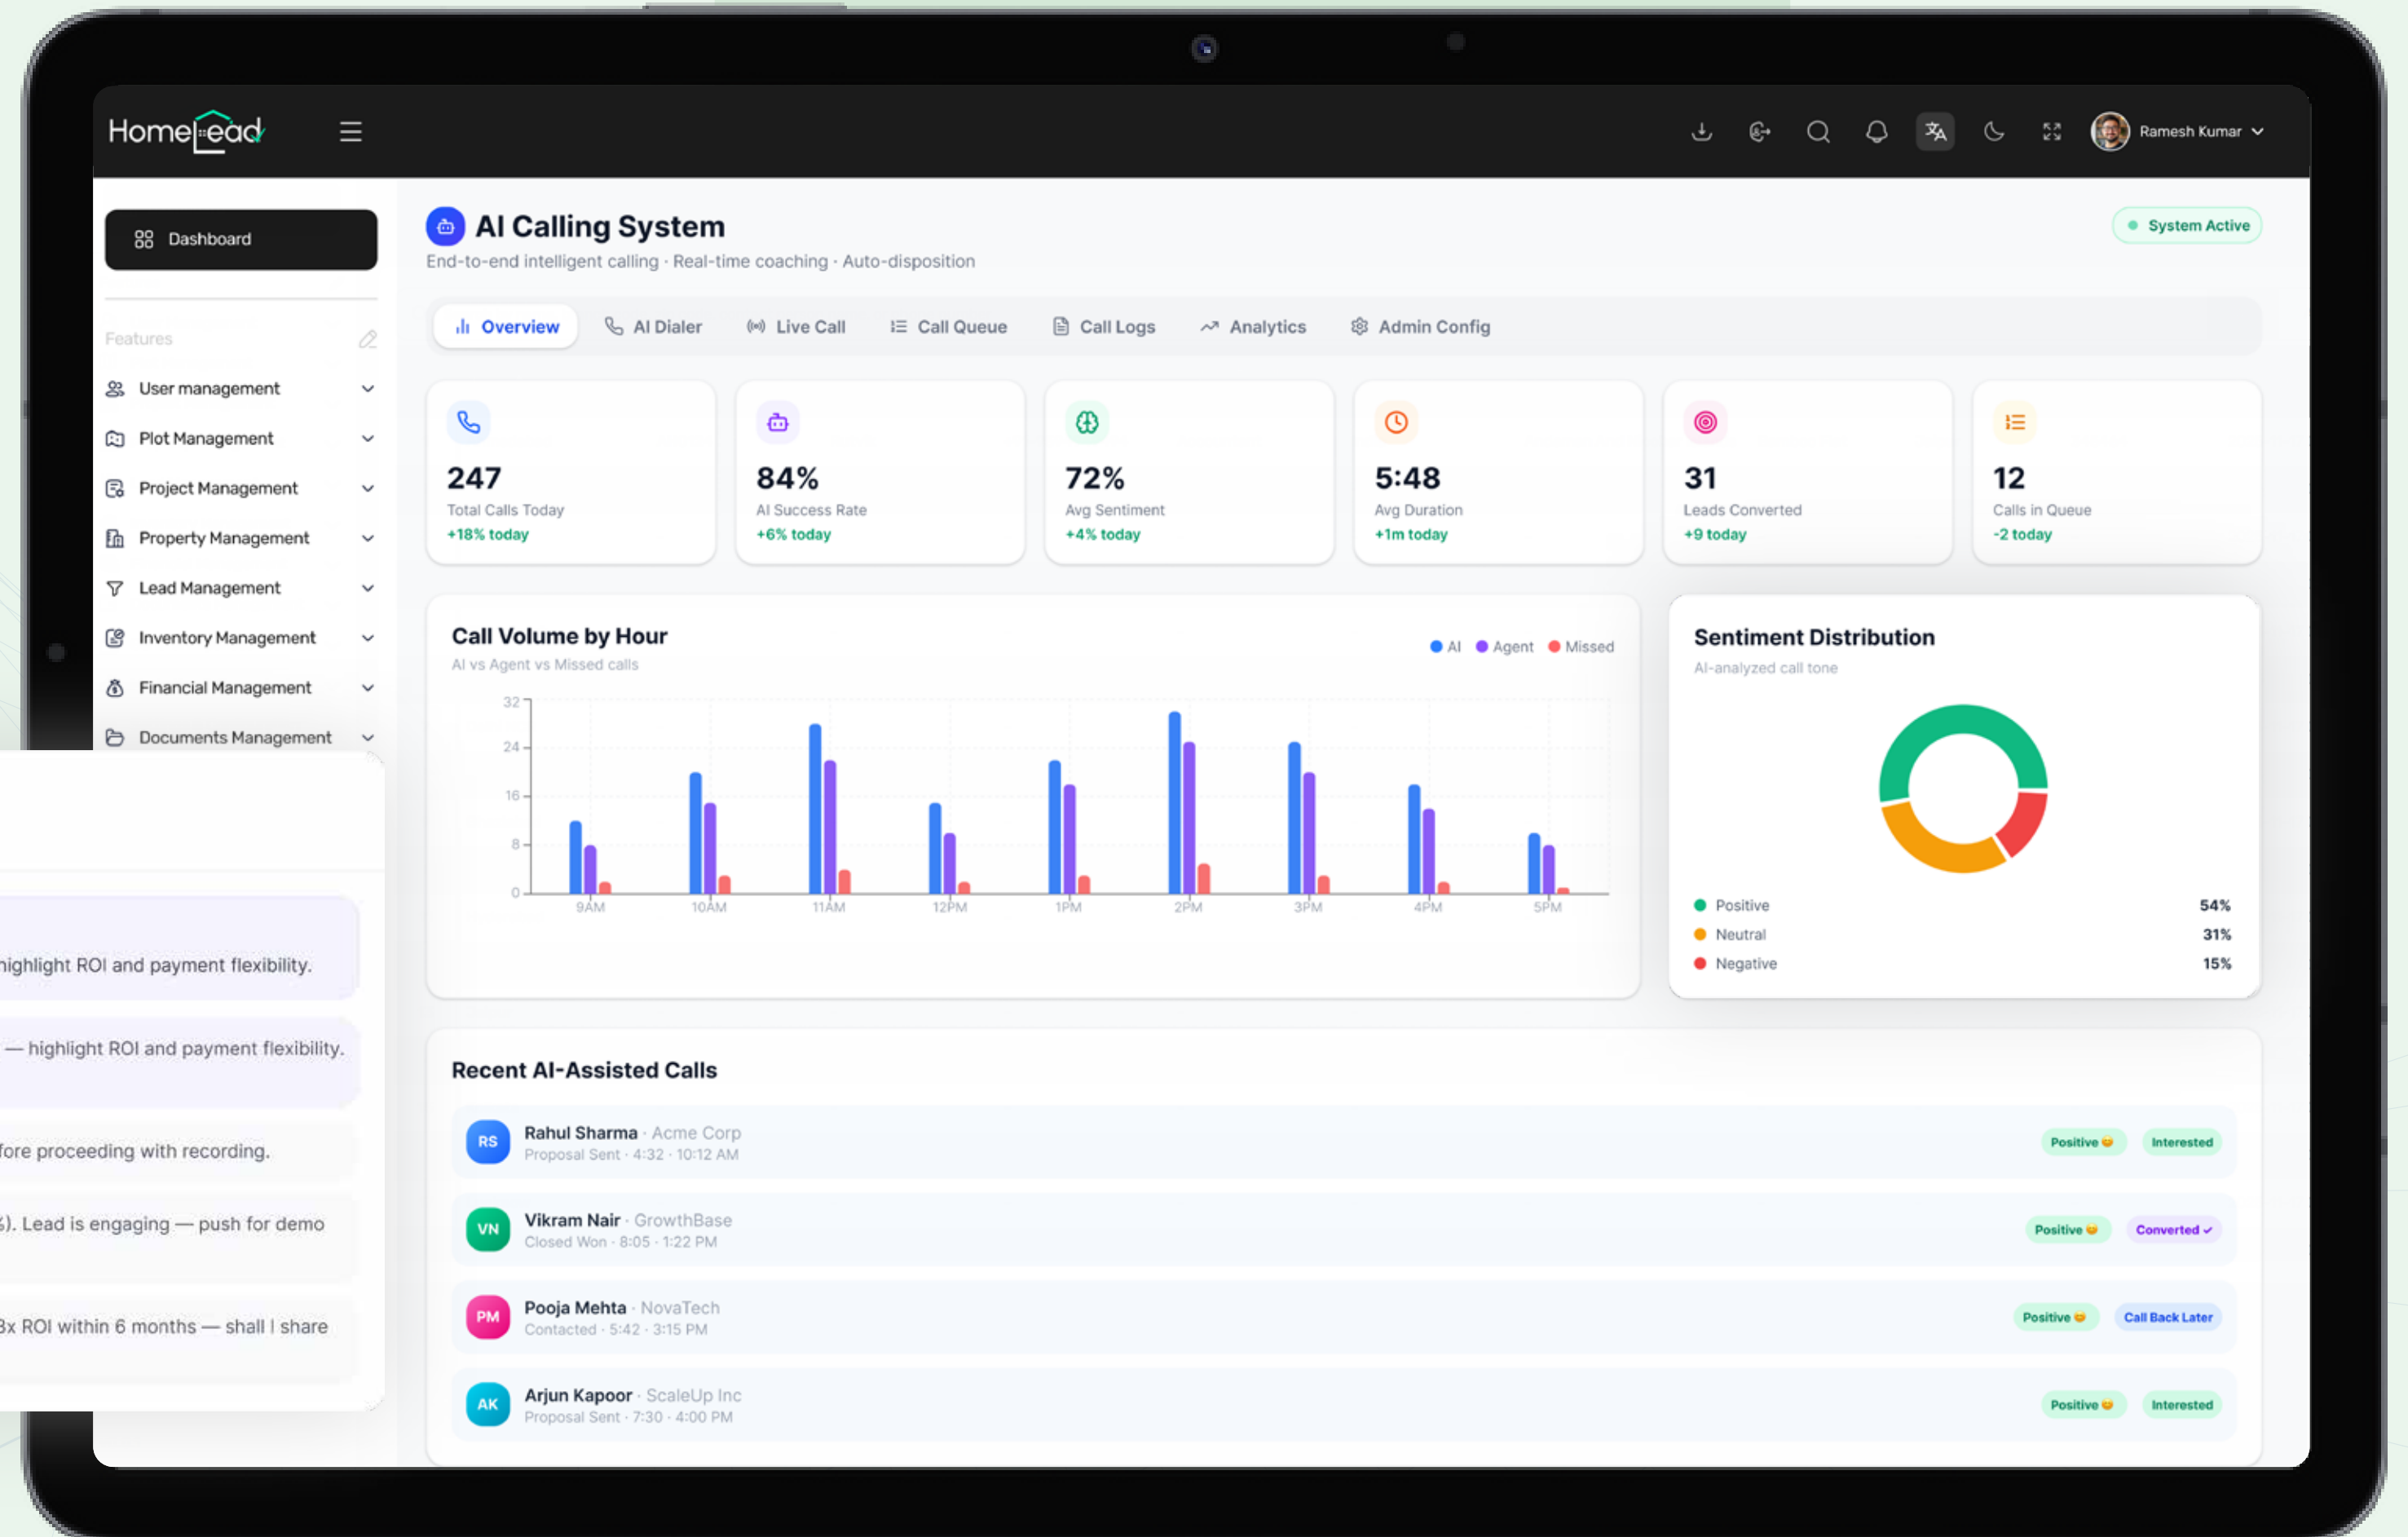 HomeLead
Ramesh Kumar
Dashboard
Features
User management
Plot Management
Project Management
Property Management
Lead Management
Inventory Management
Financial Management
Documents Management
highlight ROI and payment flexibility.
— highlight ROI and payment flexibility.
proceeding with recording.
%). Lead is engaging — push for demo
3x ROI within 6 months — shall I share
AI Calling System
System Active
End-to-end intelligent calling · Real-time coaching · Auto-disposition
Overview AI Dialer Live Call Call Queue Call Logs Analytics Admin Config
247
Total Calls Today
+18% today
84%
AI Success Rate
+6% today
72%
Avg Sentiment
+4% today
5:48
Avg Duration
+1m today
31
Leads Converted
+9 today
12
Calls in Queue
-2 today
Call Volume by Hour
AI vs Agent vs Missed calls
AI Agent Missed
32
24
16
8
0
9AM 10AM 11AM 12PM 1PM 2PM 3PM 4PM 5PM
Sentiment Distribution
AI-analyzed call tone
Positive 54%
Neutral 31%
Negative 15%
Recent AI-Assisted Calls
RS
Rahul Sharma · Acme Corp
Proposal Sent · 4:32 · 10:12 AM
Positive 😊 Interested
VN
Vikram Nair · GrowthBase
Closed Won · 8:05 · 1:22 PM
Positive 😊 Converted ✓
PM
Pooja Mehta · NovaTech
Contacted · 5:42 · 3:15 PM
Positive 😊 Call Back Later
AK
Arjun Kapoor · ScaleUp Inc
Proposal Sent · 7:30 · 4:00 PM
Positive 😊 Interested